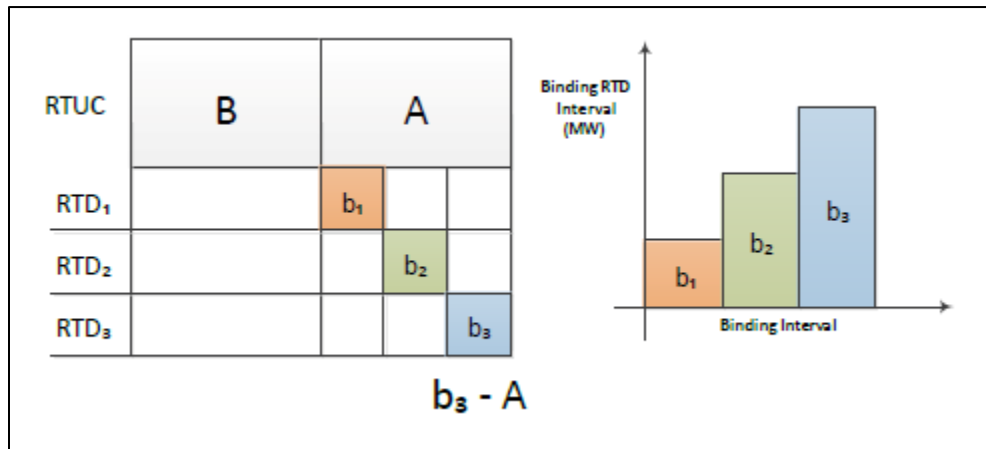 RTUC
B
A
RTD₁
b₁
RTD₂
b₂
RTD₃
b₃
b₃ - A
Binding RTD
Interval
(MW)
b₁
b₂
b₃
Binding Interval